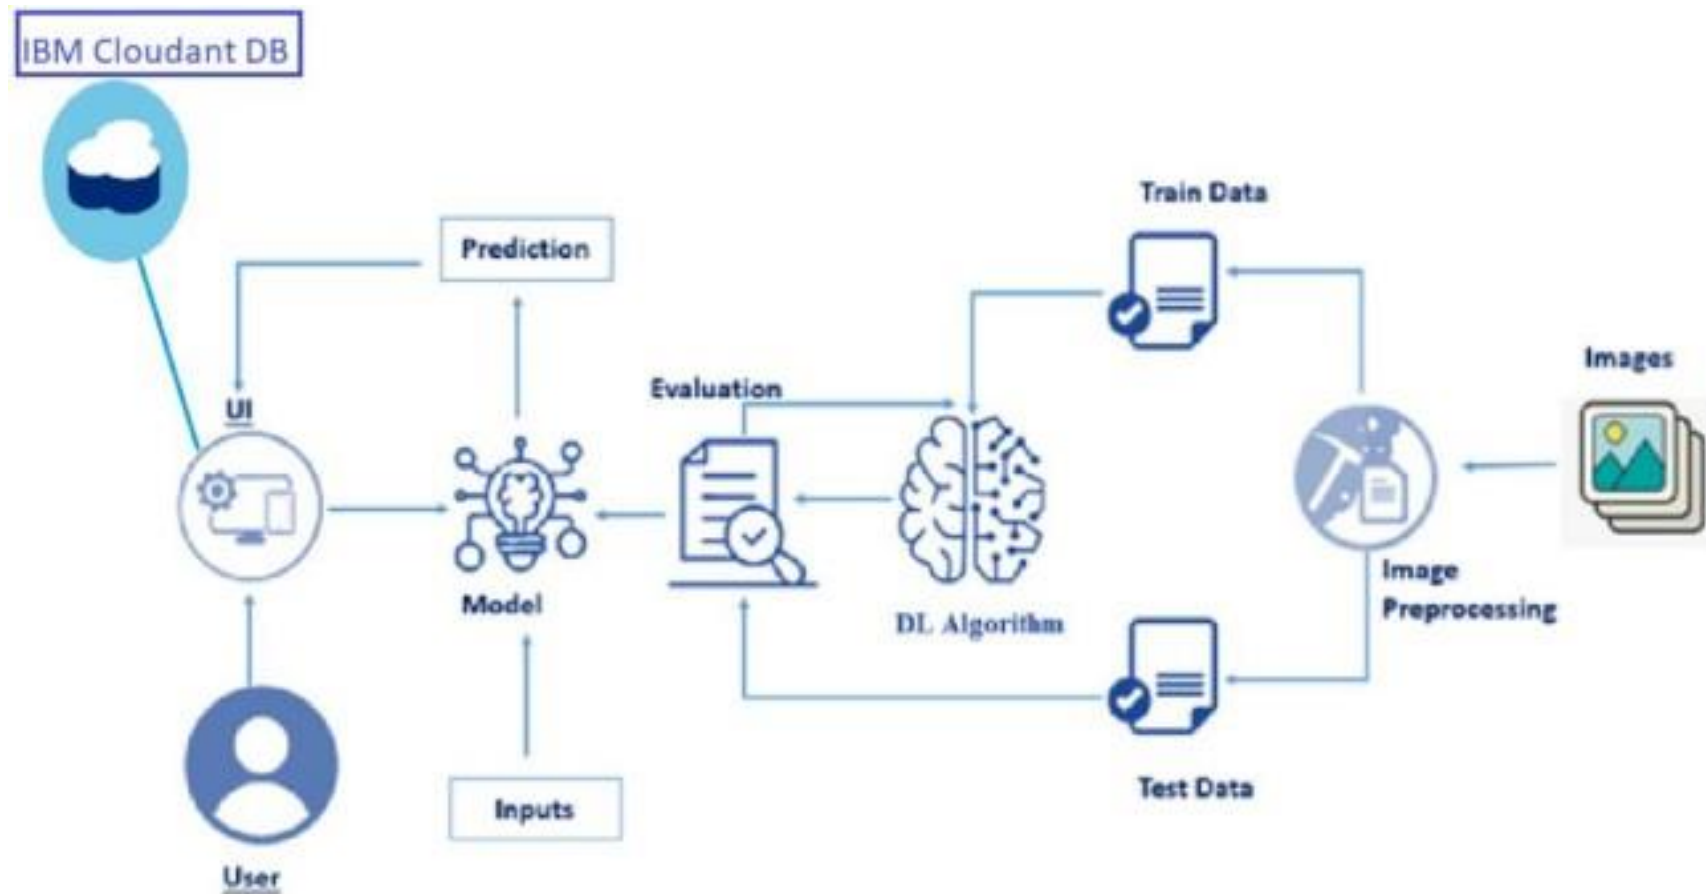 IBM Cloudant DB
Train Data
Prediction
Images
Evaluation
UI
Image
Preprocessing
Model
DL Algorithm
Test Data
Inputs
User